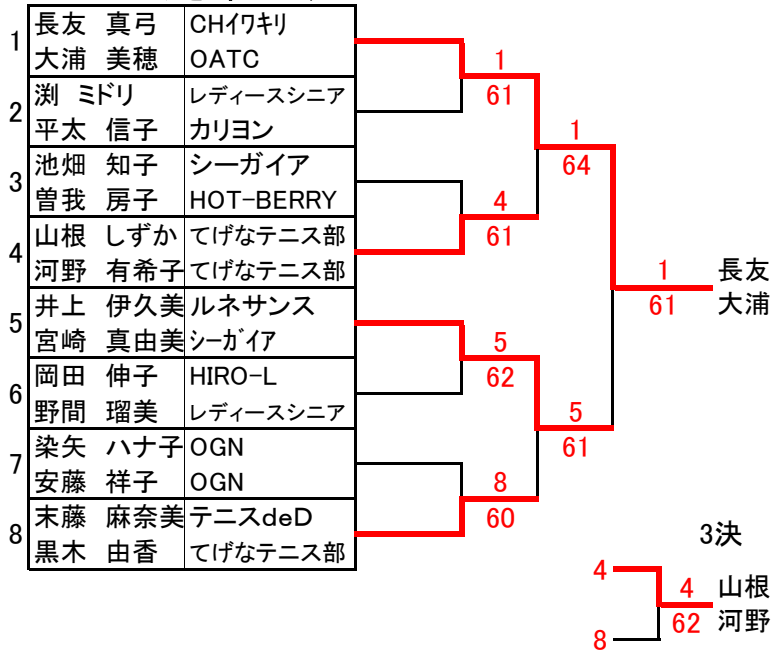 1 長友 真弓 CHｲﾜｷﾘ
大浦 美穂 OATC
2 渕 ミドリ レディースシニア
平太 信子 カリヨン
3 池畑 知子 シーガイア
曽我 房子 HOT-BERRY
4 山根 しずか てげなテニス部
河野 有希子 てげなテニス部
5 井上 伊久美 ルネサンス
宮崎 真由美 ｼｰｶﾞｲｱ
6 岡田 伸子 HIRO-L
野間 瑠美 レディースシニア
7 染矢 ハナ子 OGN
安藤 祥子 OGN
8 末藤 麻奈美 テニスdeD
黒木 由香 てげなテニス部
1
61
4
61
5
62
8
60
1
64
5
61
1
61
長友
大浦
3決
4
8
4
62
山根
河野